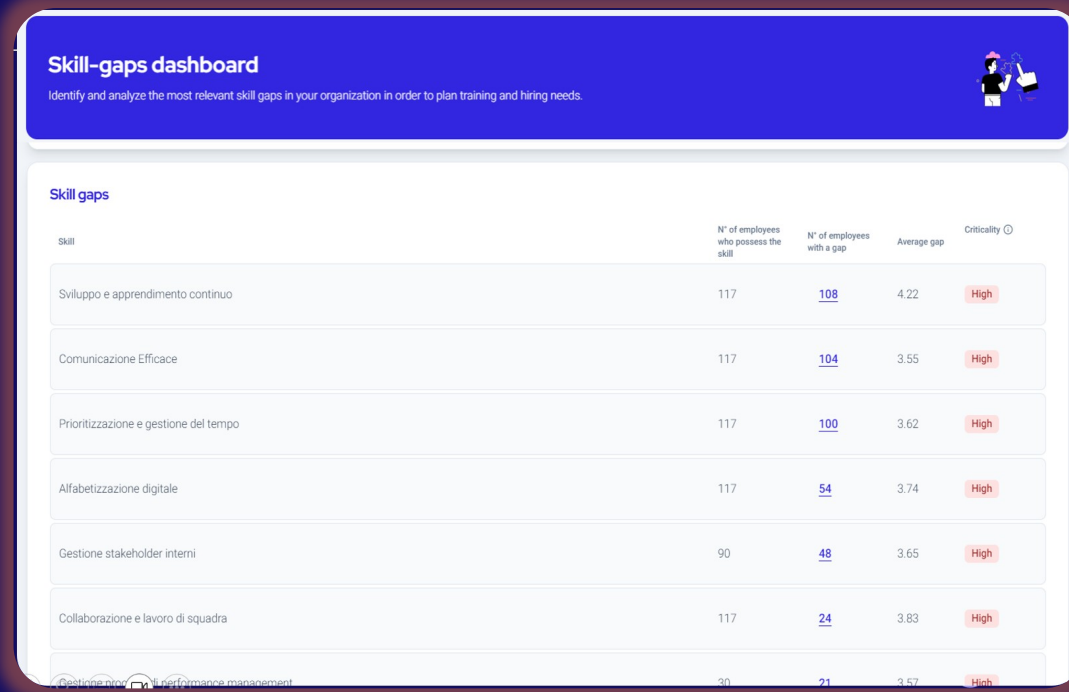 Skill-gaps dashboard
Identify and analyze the most relevant skill gaps in your organization in order to plan training and hiring needs.
Skill gaps
Skill
N° of employees who possess the skill
N° of employees with a gap
Average gap
Criticality
Sviluppo e apprendimento continuo 117 108 4.22 High
Comunicazione Efficace 117 104 3.55 High
Prioritizzazione e gestione del tempo 117 100 3.62 High
Alfabetizzazione digitale 117 54 3.74 High
Gestione stakeholder interni 90 48 3.65 High
Collaborazione e lavoro di squadra 117 24 3.83 High
Gestione di performance management 30 21 3.57 High